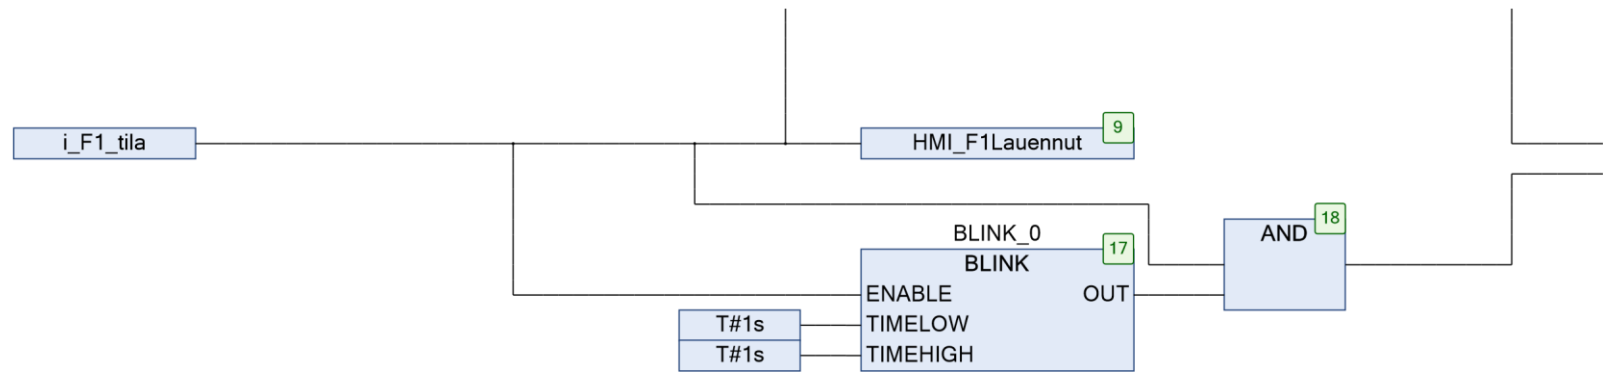 9
i_F1_tila
HMI_F1Lauennut
18
BLINK_0
AND
17
BLINK
ENABLE
OUT
T#1s
TIMELOW
T#1s
TIMEHIGH